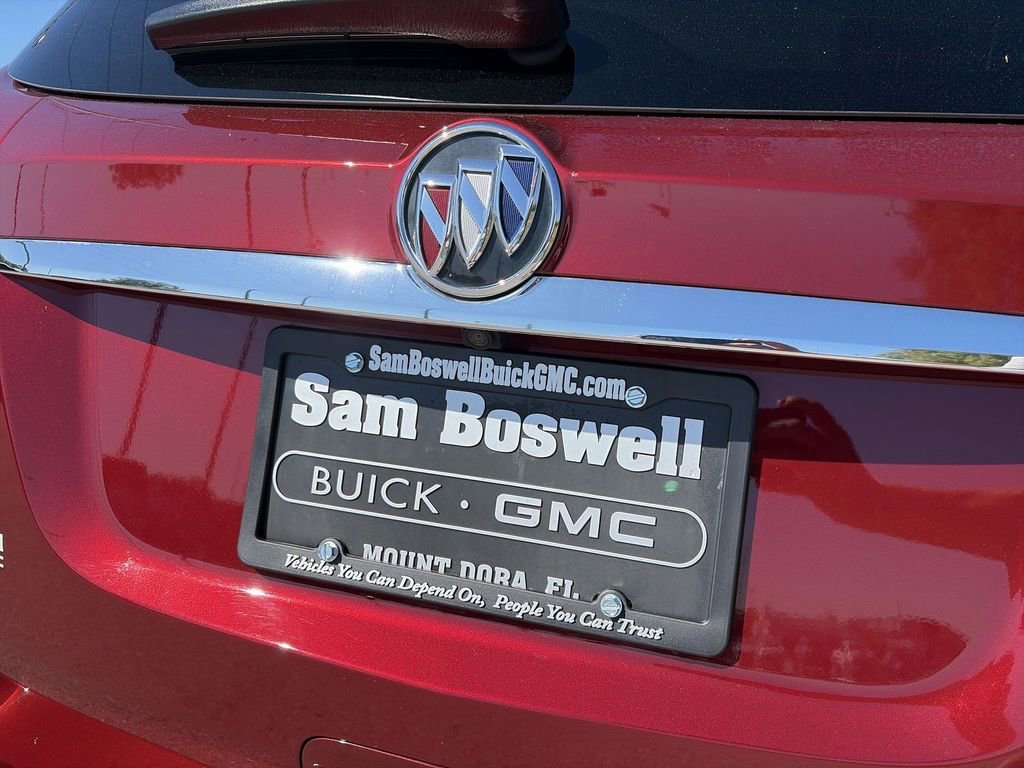 SamBoswellBuickGMC.com
Sam Boswell
BUICK · GMC
MOUNT DORA, FL.
Vehicles You Can Depend On, People You Can Trust